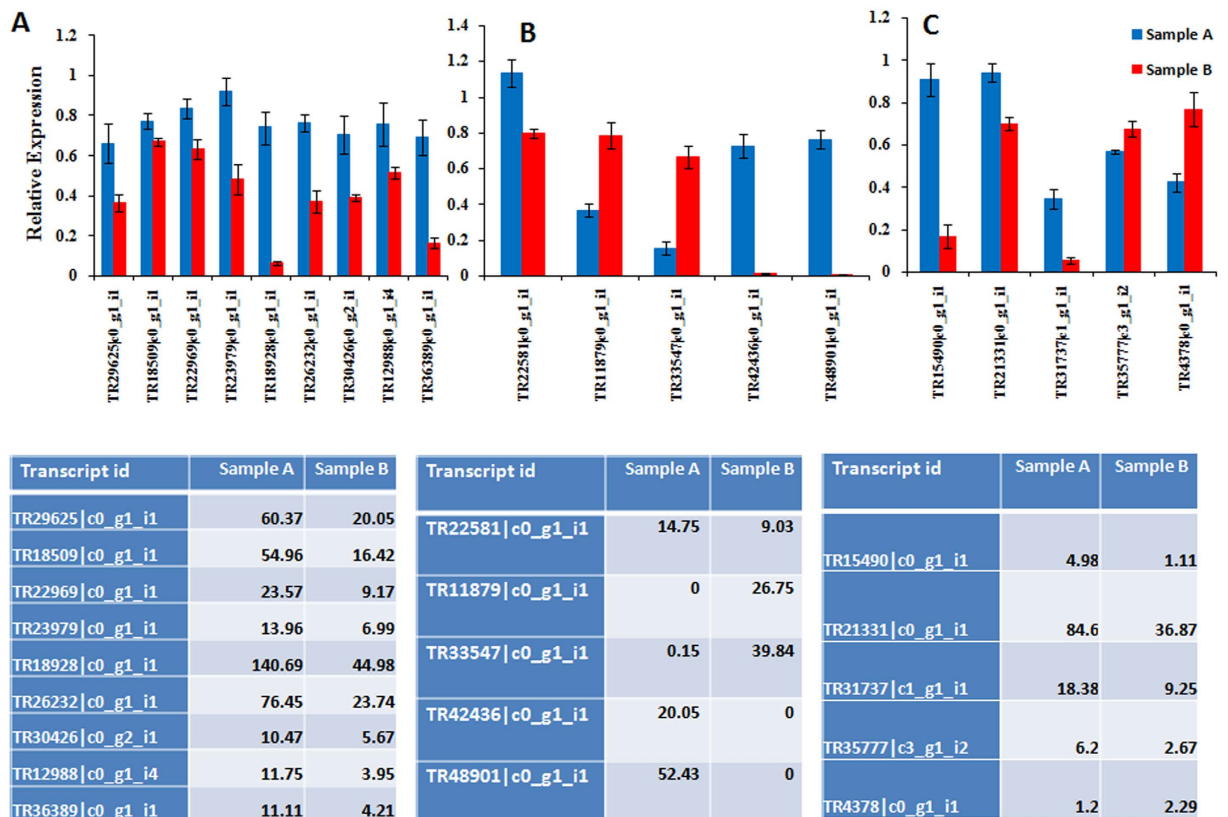 A
Relative Expression
1.2
1
0.8
0.6
0.4
0.2
0
TR29625|c0_g1_i1
TR18509|c0_g1_i1
TR22969|c0_g1_i1
TR23979|c0_g1_i1
TR18928|c0_g1_i1
TR26232|c0_g1_i1
TR30426|c0_g2_i1
TR12988|c0_g1_i4
TR36389|c0_g1_i1
B
1.4
1.2
1
0.8
0.6
0.4
0.2
0
TR22581|c0_g1_i1
TR11879|c0_g1_i1
TR33547|c0_g1_i1
TR42436|c0_g1_i1
TR48901|c0_g1_i1
C
1.2
1
0.8
0.6
0.4
0.2
0
Sample A
Sample B
TR15490|c0_g1_i1
TR21331|c0_g1_i1
TR31737|c1_g1_i1
TR35777|c3_g1_i2
TR4378|c0_g1_i1
Transcript id Sample A Sample B
TR29625|c0_g1_i1 60.37 20.05
TR18509|c0_g1_i1 54.96 16.42
TR22969|c0_g1_i1 23.57 9.17
TR23979|c0_g1_i1 13.96 6.99
TR18928|c0_g1_i1 140.69 44.98
TR26232|c0_g1_i1 76.45 23.74
TR30426|c0_g2_i1 10.47 5.67
TR12988|c0_g1_i4 11.75 3.95
TR36389|c0_g1_i1 11.11 4.21
Transcript id Sample A Sample B
TR22581|c0_g1_i1 14.75 9.03
TR11879|c0_g1_i1 0 26.75
TR33547|c0_g1_i1 0.15 39.84
TR42436|c0_g1_i1 20.05 0
TR48901|c0_g1_i1 52.43 0
Transcript id Sample A Sample B
TR15490|c0_g1_i1 4.98 1.11
TR21331|c0_g1_i1 84.6 36.87
TR31737|c1_g1_i1 18.38 9.25
TR35777|c3_g1_i2 6.2 2.67
TR4378|c0_g1_i1 1.2 2.29